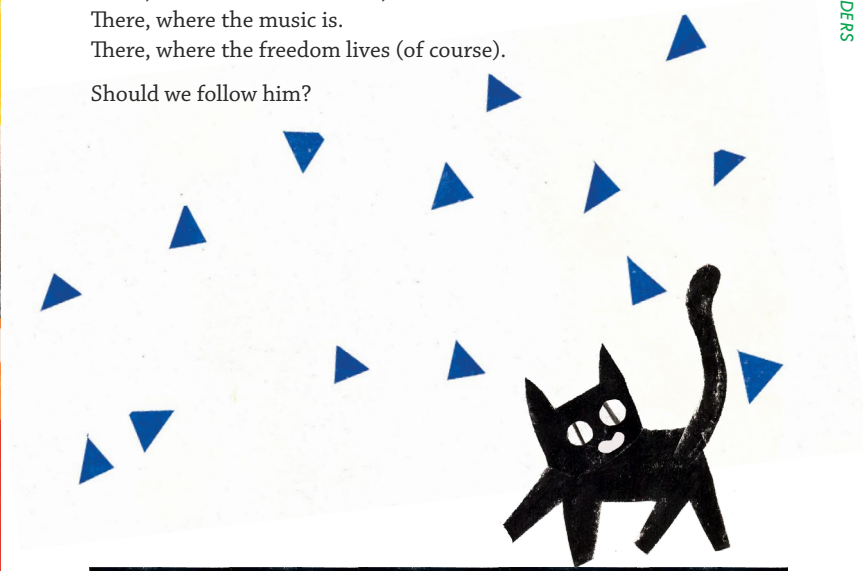 There, where the music is.
There, where the freedom lives (of course).
Should we follow him?
DERS